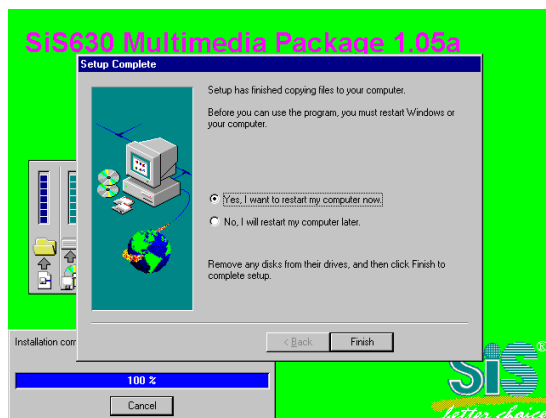 SiS630 Multimedia Package 1.05a
Setup Complete
Setup has finished copying files to your computer.
Before you can use the program, you must restart Windows or
your computer.
Yes, I want to restart my computer now.
No, I will restart my computer later.
Remove any disks from their drives, and then click Finish to
complete setup.
< Back
Finish
Installation com
100 %
Cancel
SiS
®
better choice